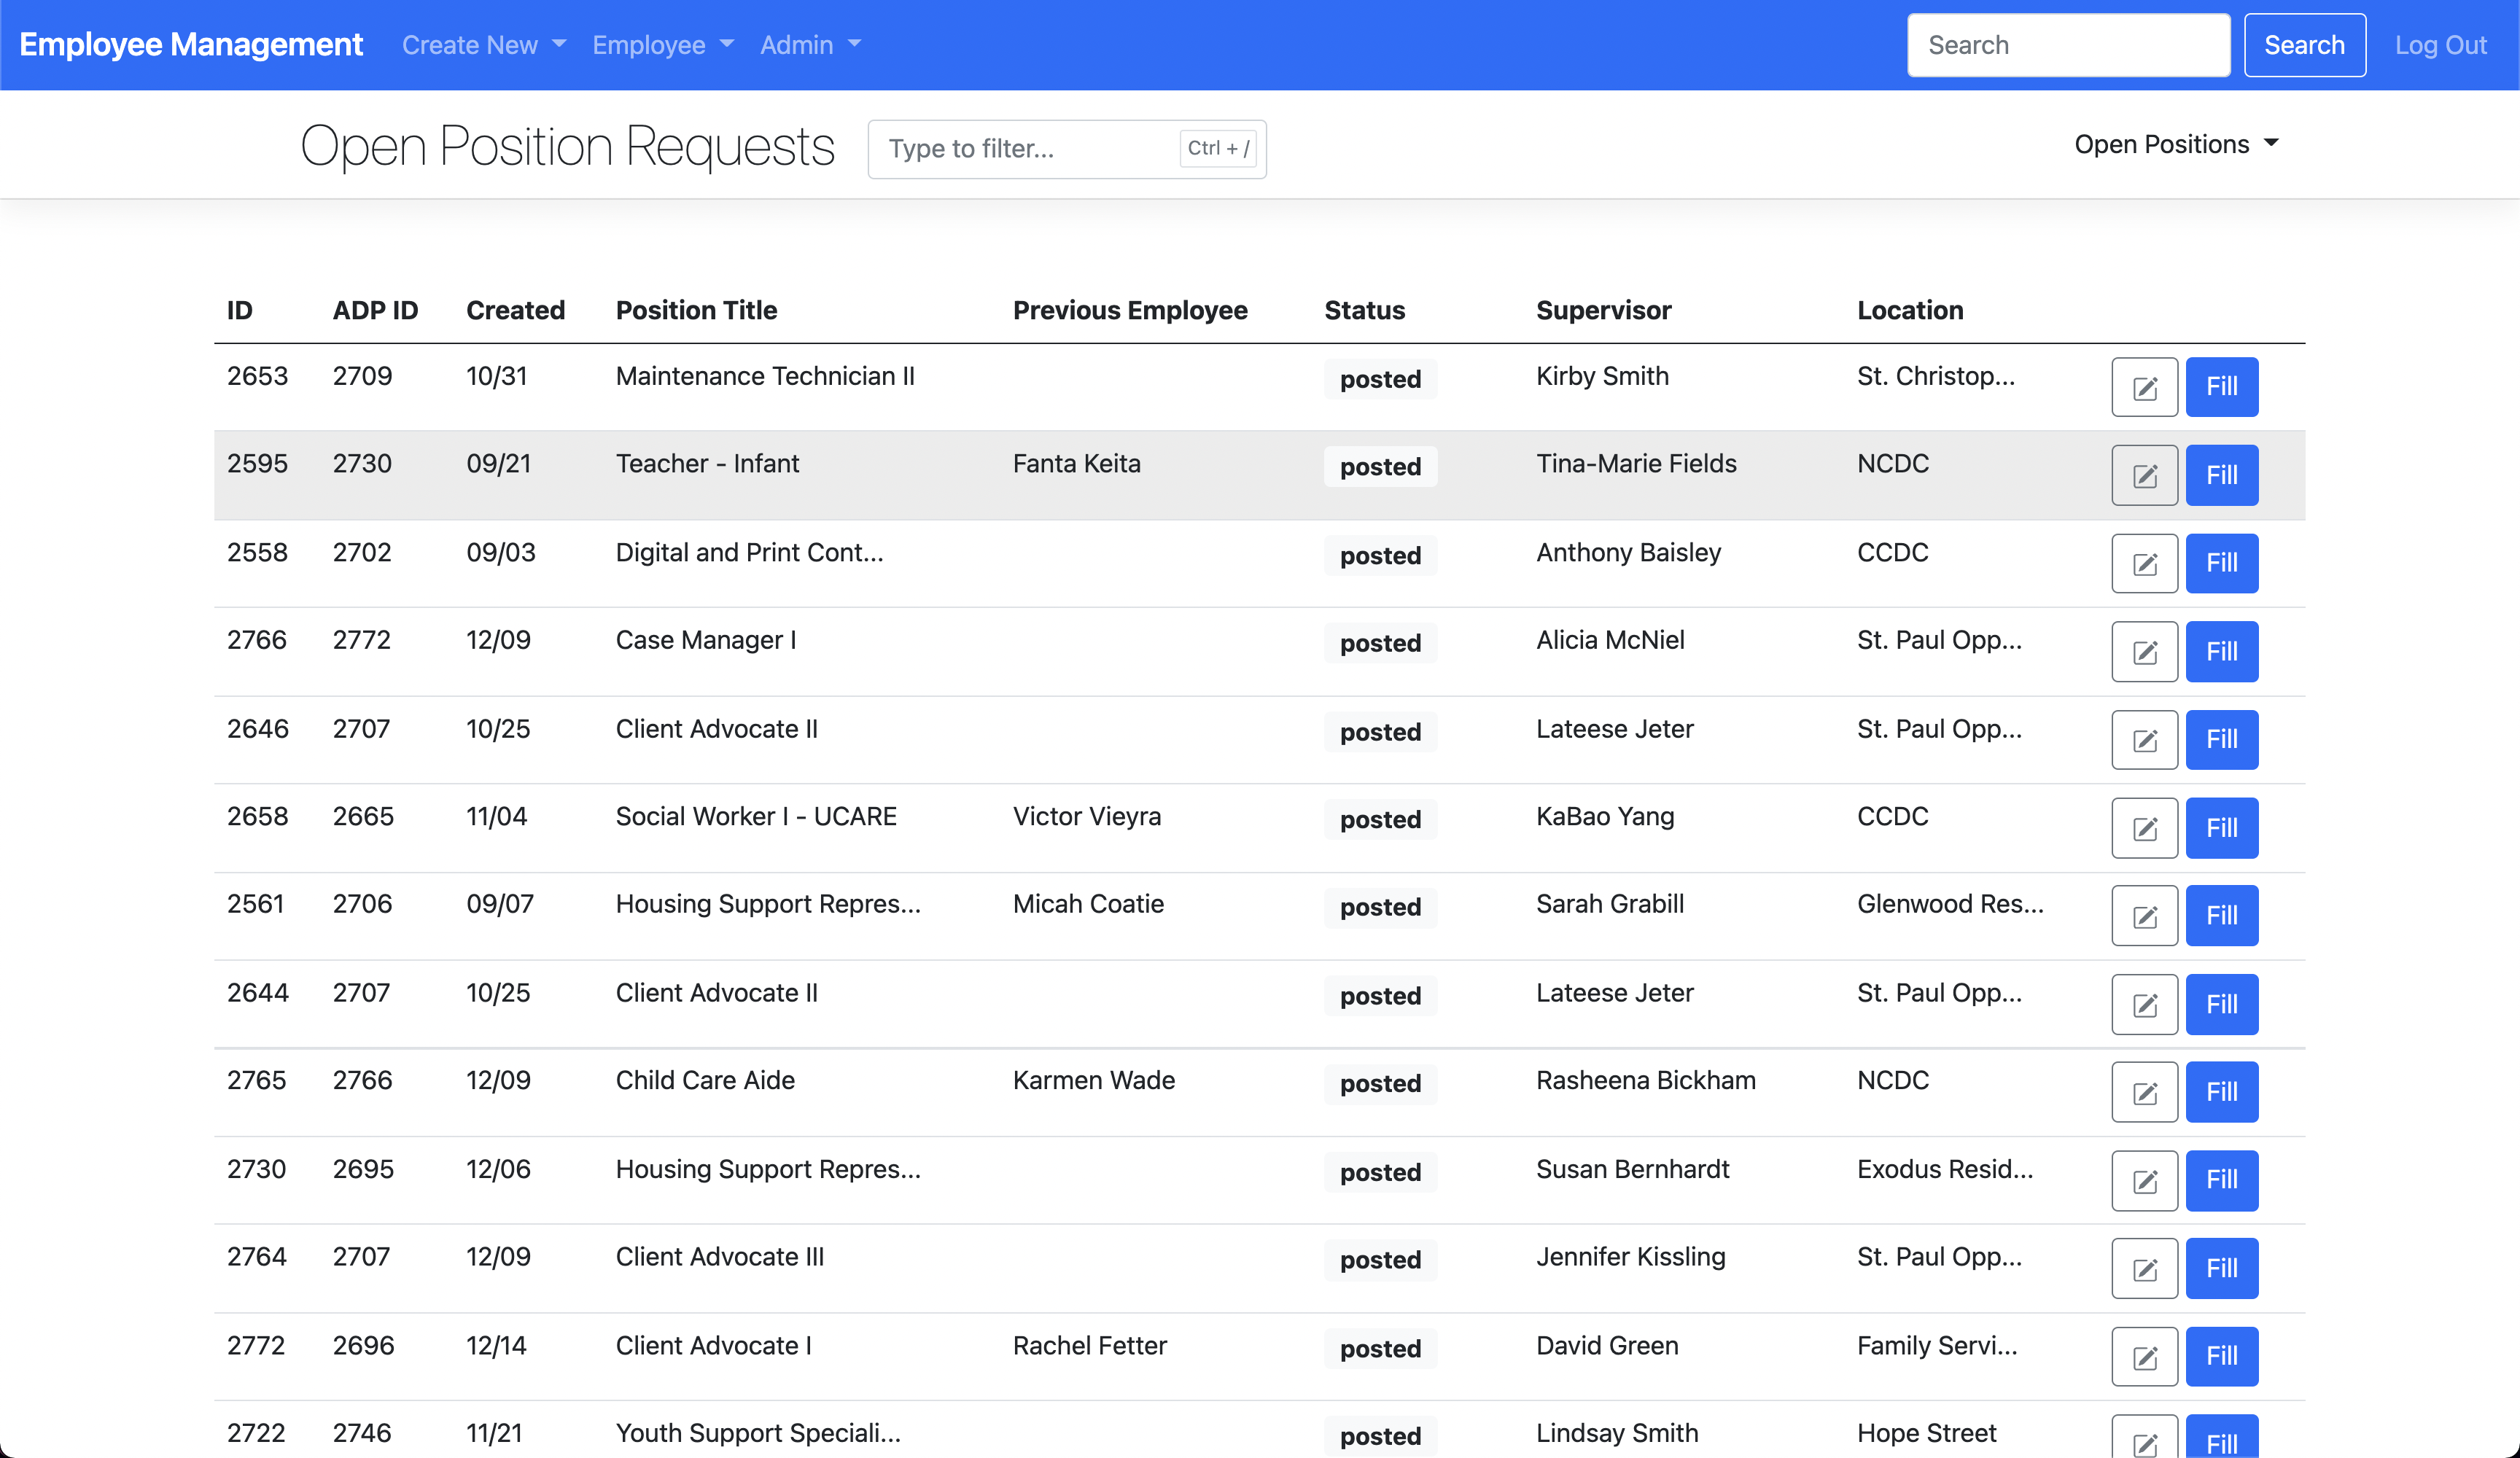 Employee Management Create New Employee Admin Search Search Log Out
Open Position Requests Type to filter... Ctrl + / Open Positions
ID ADP ID Created Position Title Previous Employee Status Supervisor Location
2653 2709 10/31 Maintenance Technician II posted Kirby Smith St. Christop... Fill
2595 2730 09/21 Teacher - Infant Fanta Keita posted Tina-Marie Fields NCDC Fill
2558 2702 09/03 Digital and Print Cont... posted Anthony Baisley CCDC Fill
2766 2772 12/09 Case Manager I posted Alicia McNiel St. Paul Opp... Fill
2646 2707 10/25 Client Advocate II posted Lateese Jeter St. Paul Opp... Fill
2658 2665 11/04 Social Worker I - UCARE Victor Vieyra posted KaBao Yang CCDC Fill
2561 2706 09/07 Housing Support Repres... Micah Coatie posted Sarah Grabill Glenwood Res... Fill
2644 2707 10/25 Client Advocate II posted Lateese Jeter St. Paul Opp... Fill
2765 2766 12/09 Child Care Aide Karmen Wade posted Rasheena Bickham NCDC Fill
2730 2695 12/06 Housing Support Repres... posted Susan Bernhardt Exodus Resid... Fill
2764 2707 12/09 Client Advocate III posted Jennifer Kissling St. Paul Opp... Fill
2772 2696 12/14 Client Advocate I Rachel Fetter posted David Green Family Servi... Fill
2722 2746 11/21 Youth Support Speciali... posted Lindsay Smith Hope Street Fill